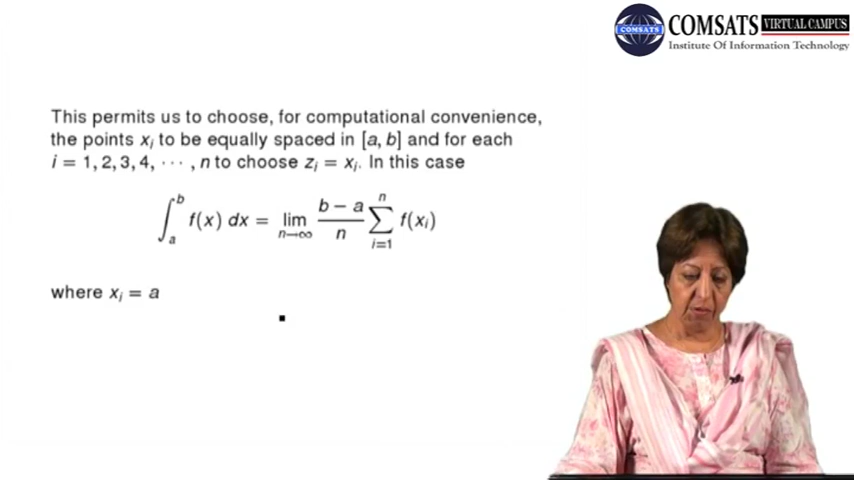 COMSATS VIRTUAL CAMPUS
COMSATS
Institute Of Information Technology
This permits us to choose, for computational convenience,
the points xᵢ to be equally spaced in [a, b] and for each
i = 1, 2, 3, 4, ⋯ , n to choose zᵢ = xᵢ. In this case
∫ₐᵇ f(x) dx = lim_{n→∞} (b − a)/n ∑_{i=1}^{n} f(xᵢ)
where xᵢ = a